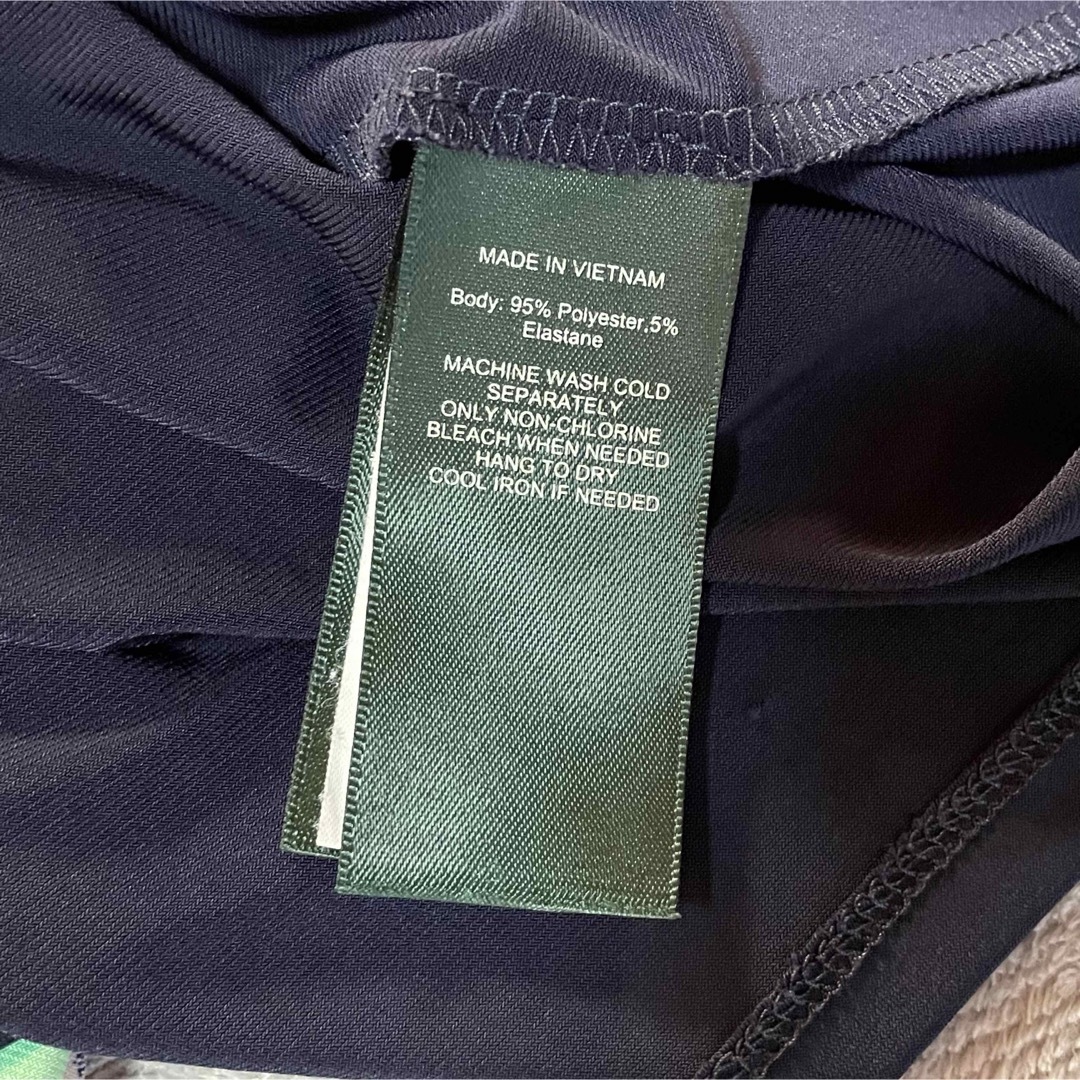 MADE IN VIETNAM
Body: 95% Polyester.5%
Elastane
MACHINE WASH COLD
SEPARATELY
ONLY NON-CHLORINE
BLEACH WHEN NEEDED
HANG TO DRY
COOL IRON IF NEEDED